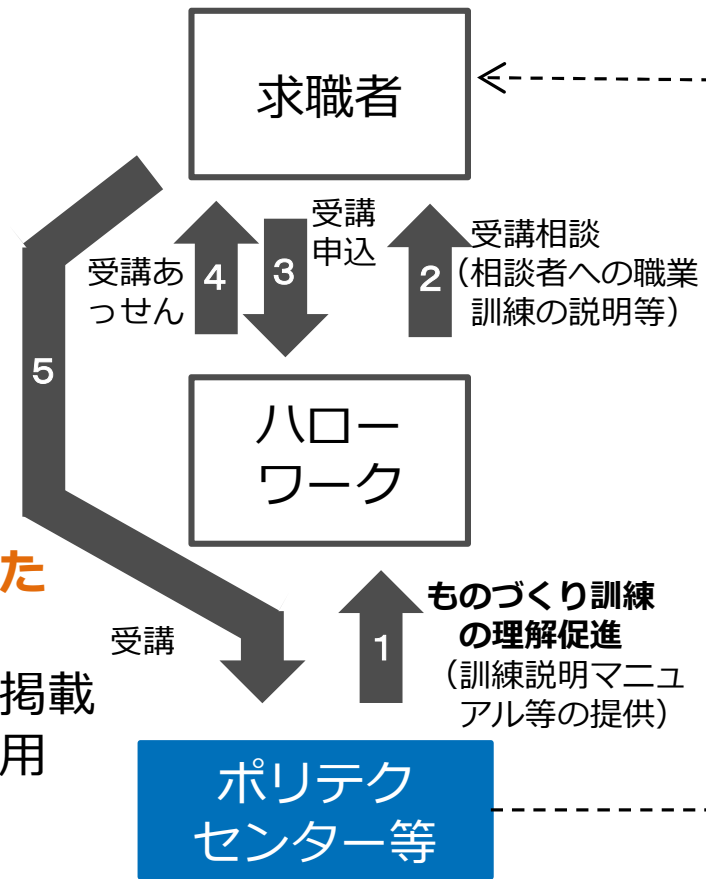 求職者
受講
申込
受講あ
っせん
4
3
2
受講相談
（相談者への職業
訓練の説明等）
5
ハロー
ワーク
た
ものづくり訓練
の理解促進
（訓練説明マニュ
アル等の提供）
1
受講
掲載
用
ポリテク
センター等